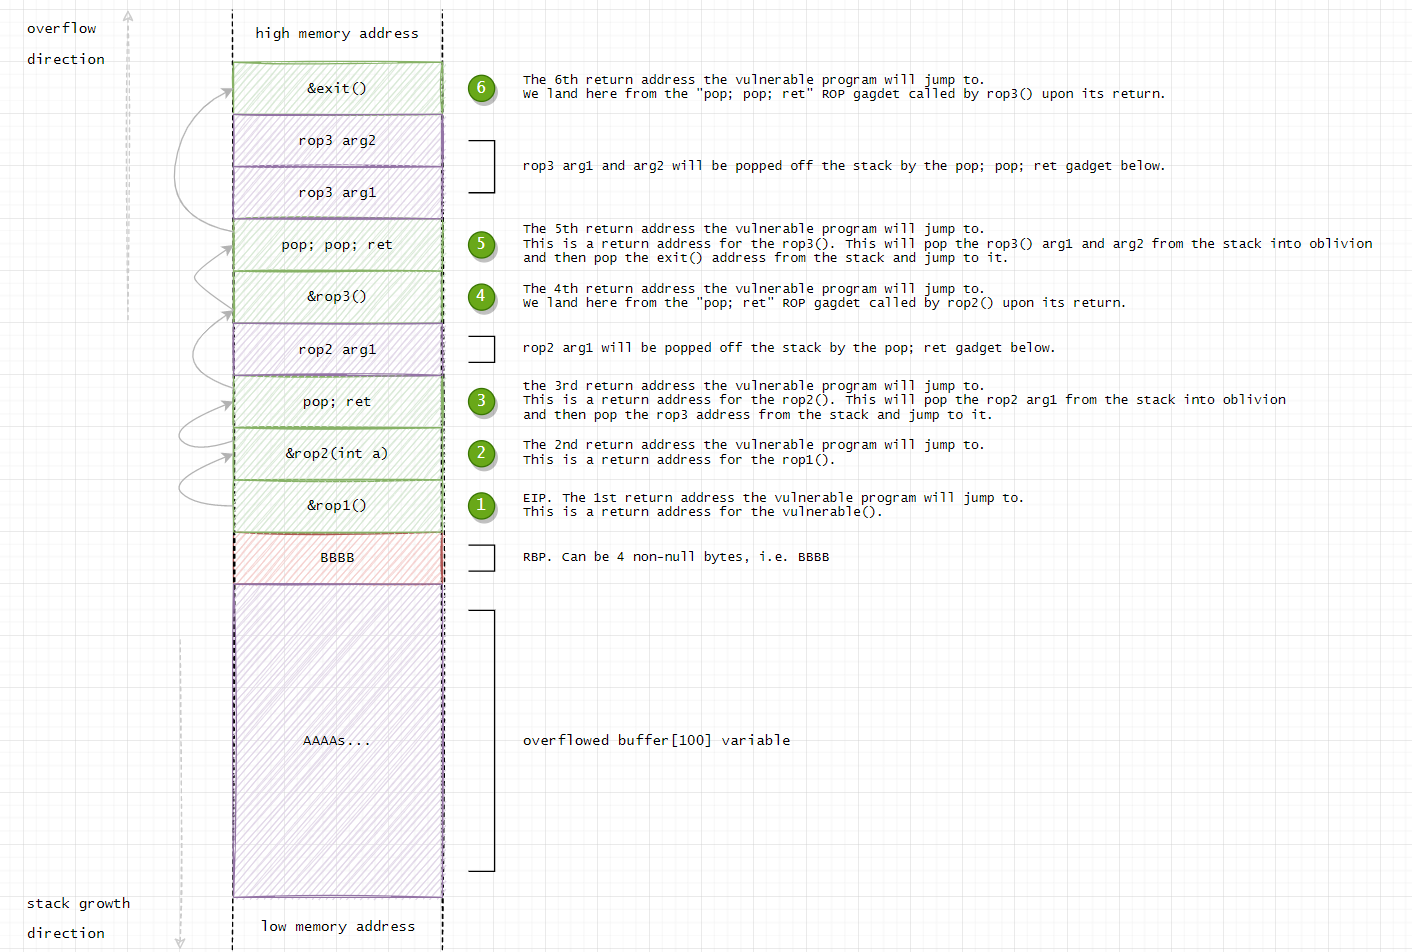 overflow
direction
high memory address
&exit()
6
The 6th return address the vulnerable program will jump to.
We land here from the "pop; pop; ret" ROP gagdet called by rop3() upon its return.
rop3 arg2
rop3 arg1
rop3 arg1 and arg2 will be popped off the stack by the pop; pop; ret gadget below.
pop; pop; ret
5
The 5th return address the vulnerable program will jump to.
This is a return address for the rop3(). This will pop the rop3() arg1 and arg2 from the stack into oblivion
and then pop the exit() address from the stack and jump to it.
&rop3()
4
The 4th return address the vulnerable program will jump to.
We land here from the "pop; ret" ROP gagdet called by rop2() upon its return.
rop2 arg1
rop2 arg1 will be popped off the stack by the pop; ret gadget below.
pop; ret
3
the 3rd return address the vulnerable program will jump to.
This is a return address for the rop2(). This will pop the rop2 arg1 from the stack into oblivion
and then pop the rop3 address from the stack and jump to it.
&rop2(int a)
2
The 2nd return address the vulnerable program will jump to.
This is a return address for the rop1().
&rop1()
1
EIP. The 1st return address the vulnerable program will jump to.
This is a return address for the vulnerable().
BBBB
RBP. Can be 4 non-null bytes, i.e. BBBB
AAAAs...
overflowed buffer[100] variable
stack growth
direction
low memory address